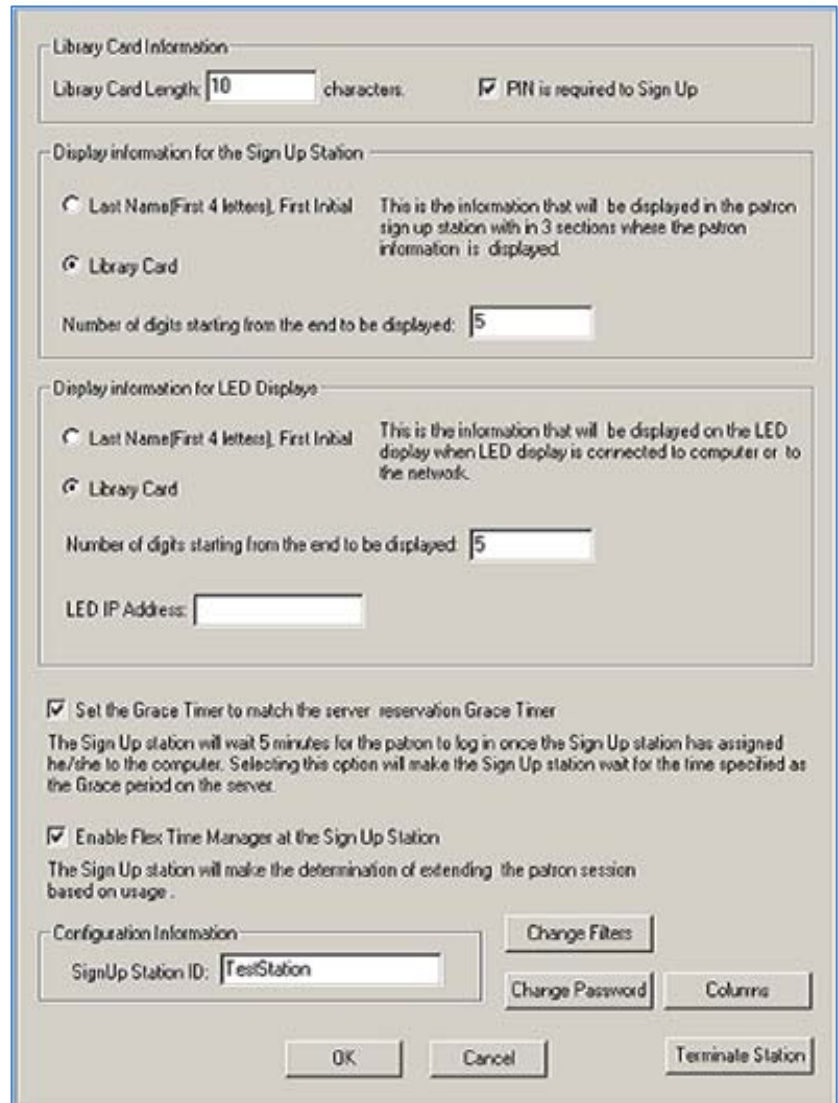 Library Card Information
Library Card Length: 10 characters. PIN is required to Sign Up
Display information for the Sign Up Station
Last Name(First 4 letters), First Initial
This is the information that will be displayed in the patron
sign up station with in 3 sections where the patron
information is displayed.
Library Card
Number of digits starting from the end to be displayed: 5
Display information for LED Displays
Last Name(First 4 letters), First Initial
This is the information that will be displayed on the LED
display when LED display is connected to computer or to
the network.
Library Card
Number of digits starting from the end to be displayed: 5
LED IP Address:
Set the Grace Timer to match the server reservation Grace Timer
The Sign Up station will wait 5 minutes for the patron to log in once the Sign Up station has assigned
he/she to the computer. Selecting this option will make the Sign Up station wait for the time specified as
the Grace period on the server.
Enable Flex Time Manager at the Sign Up Station
The Sign Up station will make the determination of extending the patron session
based on usage .
Configuration Information
SignUp Station ID: TestStation
Change Filters
Change Password
Columns
OK
Cancel
Terminate Station